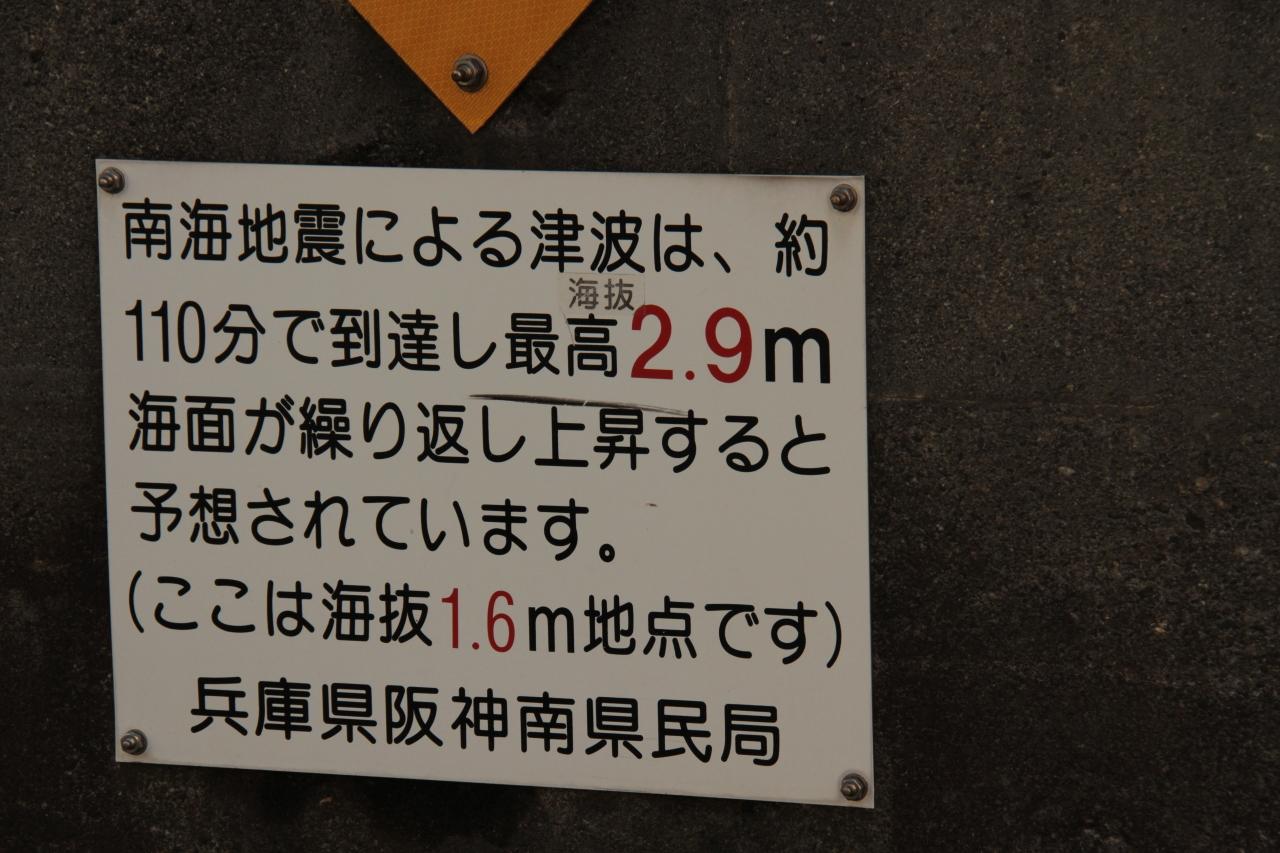 南海地震による津波は、約
海抜
110分で到達し最高2.9m
海面が繰り返し上昇すると
予想されています。
(ここは海抜1.6m地点です)
兵庫県阪神南県民局